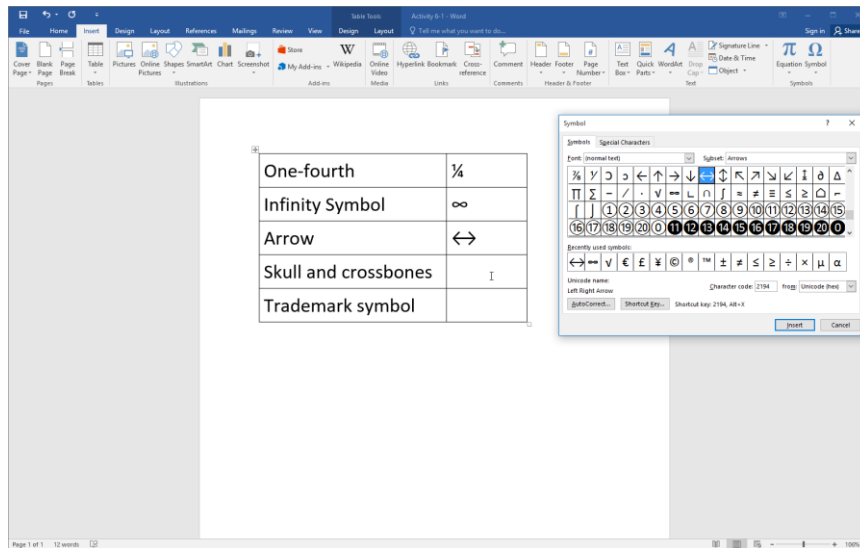 Table Tools
Activity 6-1 - Word
File Home Insert Design Layout References Mailings Review View Design Layout Tell me what you want to do... Sign in Share
Cover Page Blank Page Page Break Table Pictures Online Pictures Shapes SmartArt Chart Screenshot Store My Add-ins Wikipedia Online Video Hyperlink Bookmark Cross-reference Comment Header Footer Page Number Text Box Quick Parts WordArt Drop Cap Signature Line Date & Time Object Equation Symbol
Pages Tables Illustrations Add-ins Media Links Comments Header & Footer Text Symbols
One-fourth ¼
Infinity Symbol ∞
Arrow ↔
Skull and crossbones
Trademark symbol
Symbol
Symbols Special Characters
Font: (normal text) Subset: Arrows
Recently used symbols:
↔ ∞ √ € £ ¥ © ® ™ ± ≠ ≤ ≥ ÷ × µ α
Unicode name:
Left Right Arrow
Character code: 2194 from: Unicode (hex)
AutoCorrect... Shortcut Key... Shortcut key: 2194, Alt+X
Insert Cancel
Page 1 of 1 12 words 100%